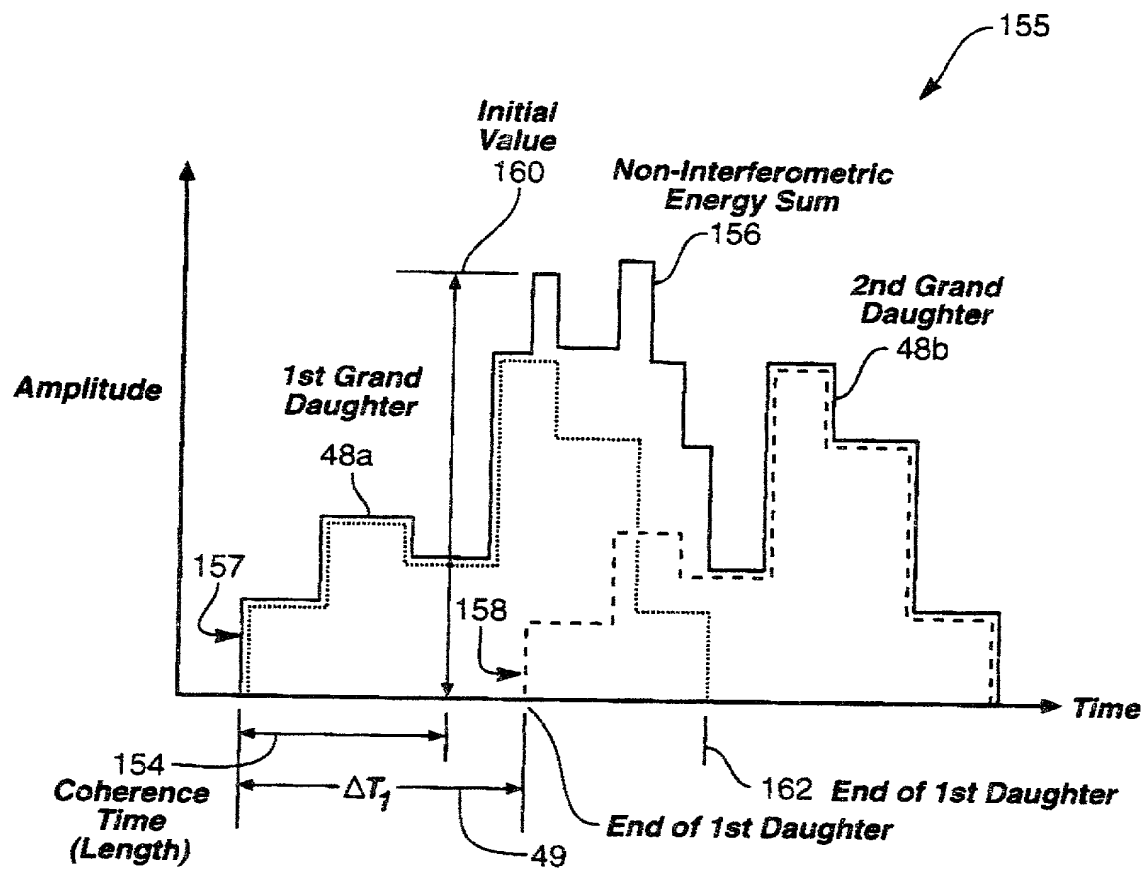 155
Initial
Value
160
Non-Interferometric
Energy Sum
156
2nd Grand
Daughter
48b
Amplitude
1st Grand
Daughter
48a
157
158
Time
154
Coherence
Time
(Length)
ΔT1
162 End of 1st Daughter
End of 1st Daughter
49